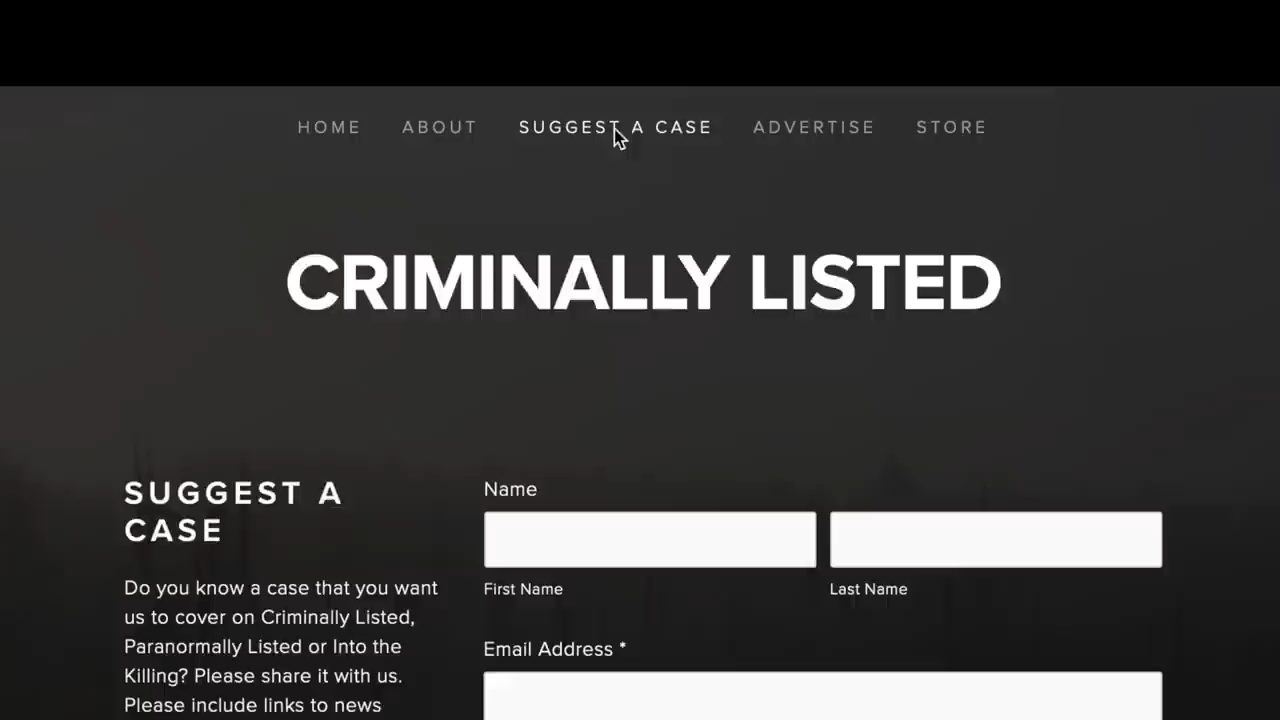 HOME ABOUT SUGGEST A CASE ADVERTISE STORE
CRIMINALLY LISTED
SUGGEST A
CASE
Do you know a case that you want
us to cover on Criminally Listed,
Paranormally Listed or Into the
Killing? Please share it with us.
Please include links to news
Name
First Name Last Name
Email Address *